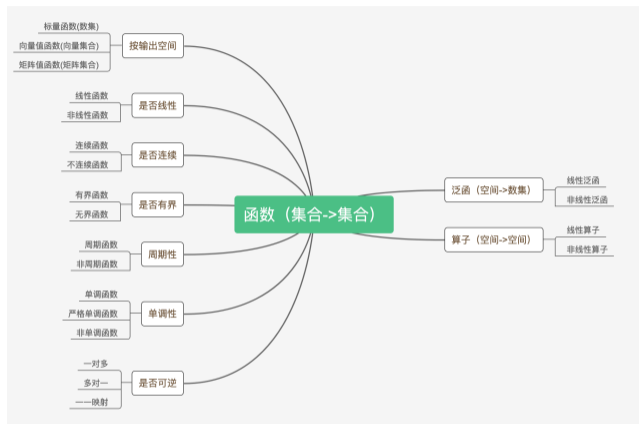 标量函数(数集)
向量值函数(向量集合)
矩阵值函数(矩阵集合)
按输出空间
线性函数
非线性函数
是否线性
连续函数
不连续函数
是否连续
有界函数
无界函数
是否有界
周期函数
非周期函数
周期性
单调函数
严格单调函数
非单调函数
单调性
一对多
多对一
一一映射
是否可逆
函数（集合->集合）
泛函（空间->数集）
线性泛函
非线性泛函
算子（空间->空间）
线性算子
非线性算子